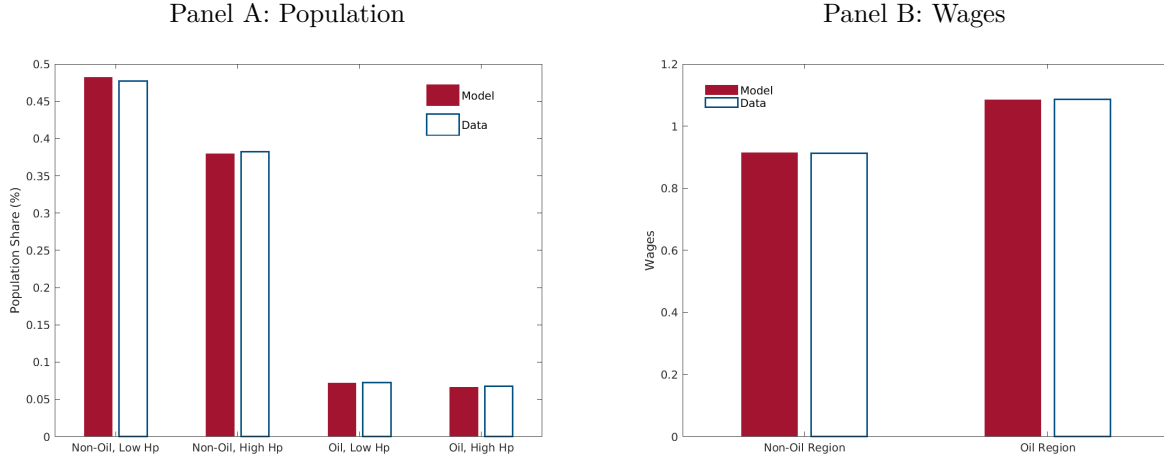 Panel A: Population
0.5
0.45
0.4
0.35
0.3
0.25
0.2
0.15
0.1
0.05
0
Population Share (%)
Model
Data
Non-Oil, Low Hp
Non-Oil, High Hp
Oil, Low Hp
Oil, High Hp
Panel B: Wages
1.2
1
0.8
0.6
0.4
0.2
0
Wages
Model
Data
Non-Oil Region
Oil Region